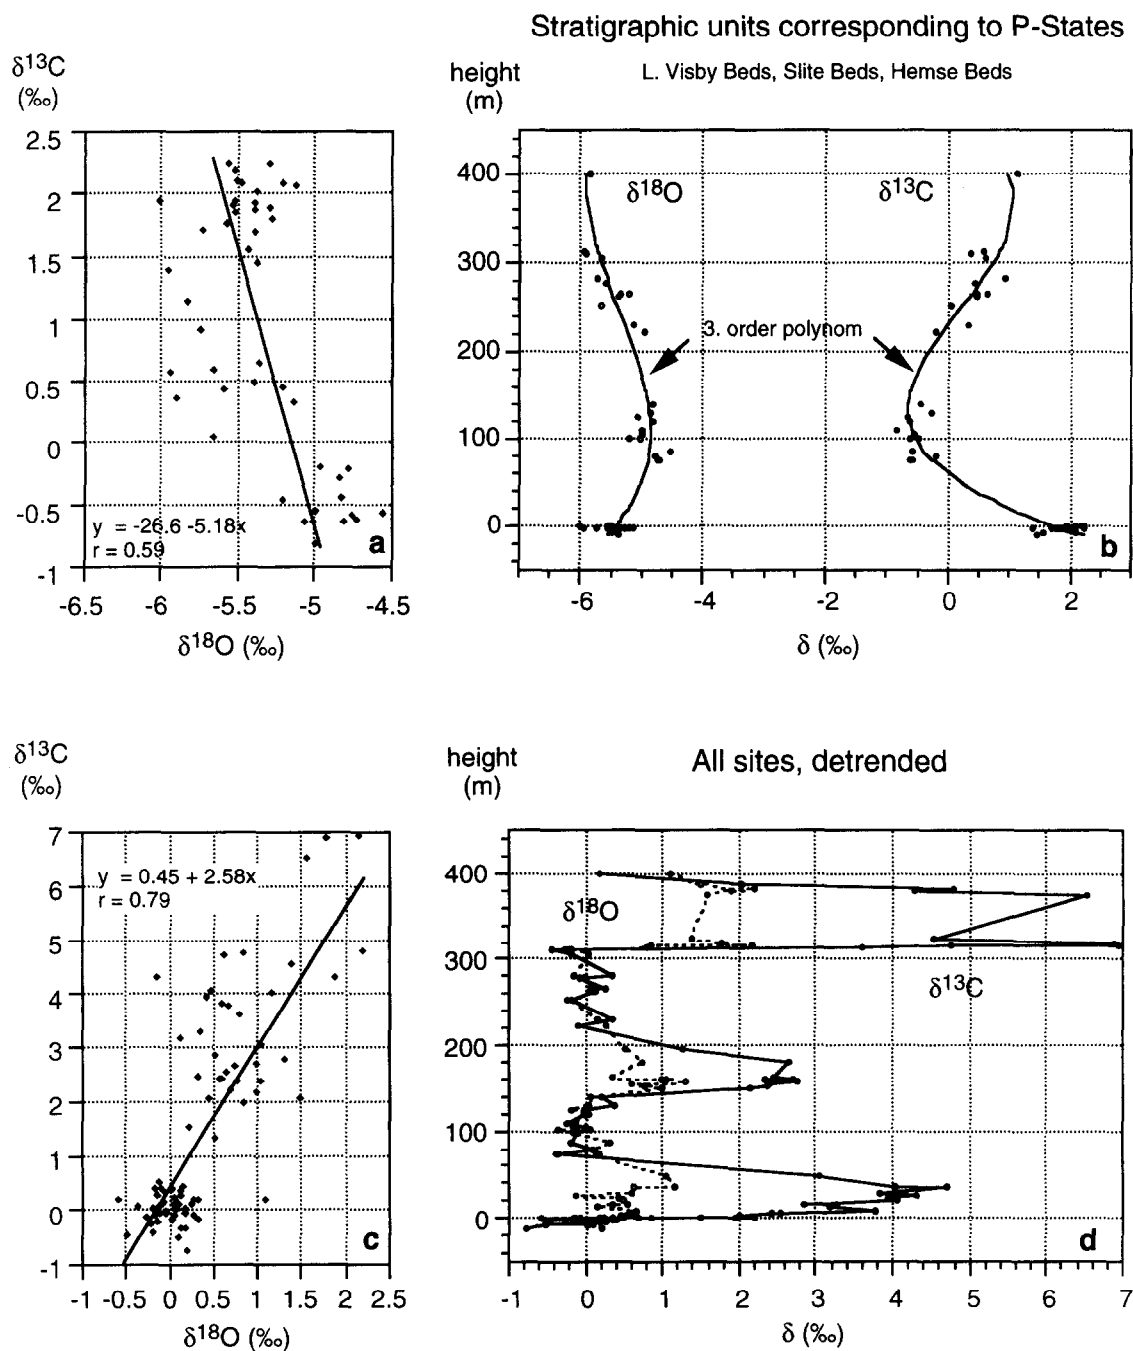 Stratigraphic units corresponding to P-States
L. Visby Beds, Slite Beds, Hemse Beds
δ13C
(‰)
2.5
2
1.5
1
0.5
0
-0.5
-1
y = -26.6 -5.18x
r = 0.59
a
-6.5 -6 -5.5 -5 -4.5
δ18O (‰)
height
(m)
400
300
200
100
0
δ18O
δ13C
3. order polynom
b
-6 -4 -2 0 2
δ (‰)
δ13C
(‰)
7
6
5
4
3
2
1
0
-1
y = 0.45 + 2.58x
r = 0.79
c
-1 -0.5 0 0.5 1 1.5 2 2.5
δ18O (‰)
height
(m)
All sites, detrended
400
300
200
100
0
δ18O
δ13C
d
-1 0 1 2 3 4 5 6 7
δ (‰)